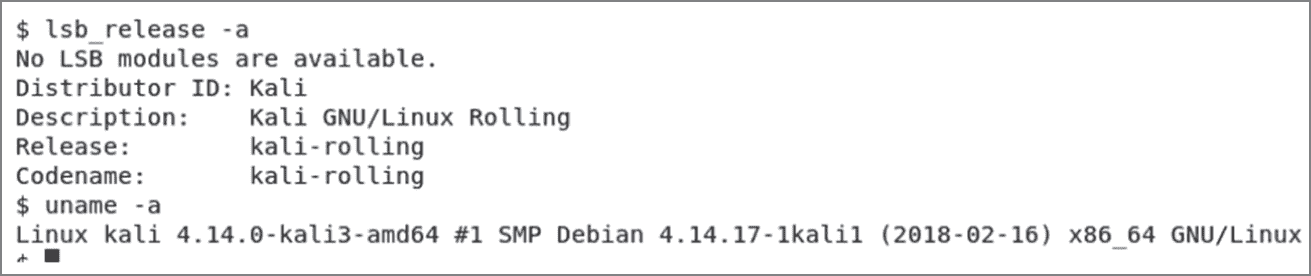 $ lsb_release -a
No LSB modules are available.
Distributor ID: Kali
Description:    Kali GNU/Linux Rolling
Release:        kali-rolling
Codename:       kali-rolling
$ uname -a
Linux kali 4.14.0-kali3-amd64 #1 SMP Debian 4.14.17-1kali1 (2018-02-16) x86_64 GNU/Linux